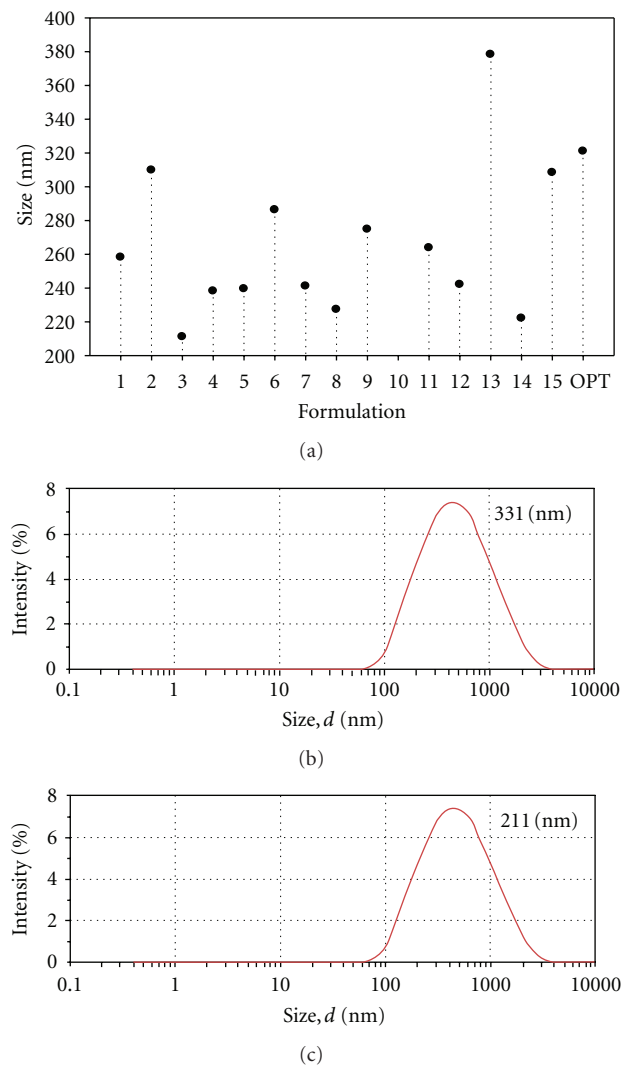 400
380
360
340
320
300
280
260
240
220
200
Size (nm)
1 2 3 4 5 6 7 8 9 10 11 12 13 14 15 OPT
Formulation
(a)
8
6
4
2
0
Intensity (%)
331 (nm)
0.1 1 10 100 1000 10000
Size, d (nm)
(b)
8
6
4
2
0
Intensity (%)
211 (nm)
0.1 1 10 100 1000 10000
Size, d (nm)
(c)